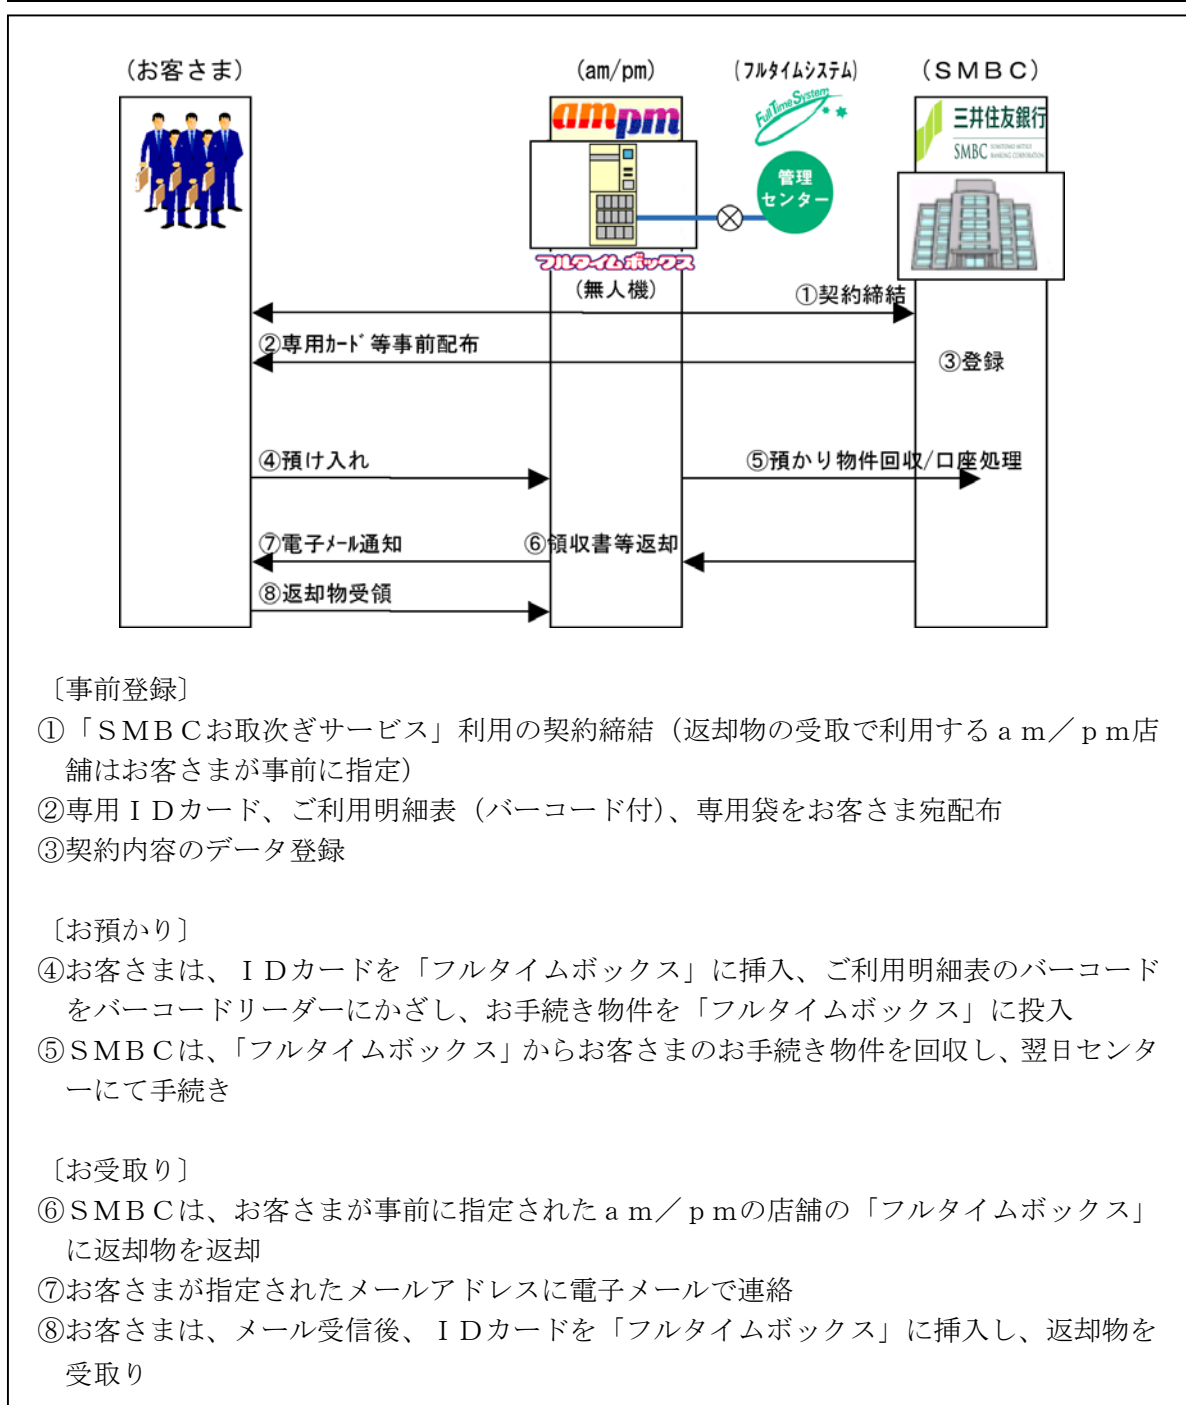 (お客さま)
(am/pm)
(フルタイムシステム)
(ＳＭＢＣ)
ampm
Full Time System
三井住友銀行
SMBC SUMITOMO MITSUI BANKING CORPORATION
管理
センター
フルタイムボックス
(無人機)
①契約締結
②専用カード等事前配布
③登録
④預け入れ
⑤預かり物件回収/口座処理
⑦電子メール通知
⑥領収書等返却
⑧返却物受領
〔事前登録〕
①「ＳＭＢＣお取次ぎサービス」利用の契約締結（返却物の受取で利用するａｍ／ｐｍ店
舗はお客さまが事前に指定）
②専用ＩＤカード、ご利用明細表（バーコード付）、専用袋をお客さま宛配布
③契約内容のデータ登録
〔お預かり〕
④お客さまは、ＩＤカードを「フルタイムボックス」に挿入、ご利用明細表のバーコード
をバーコードリーダーにかざし、お手続き物件を「フルタイムボックス」に投入
⑤ＳＭＢＣは、「フルタイムボックス」からお客さまのお手続き物件を回収し、翌日センタ
ーにて手続き
〔お受取り〕
⑥ＳＭＢＣは、お客さまが事前に指定されたａｍ／ｐｍの店舗の「フルタイムボックス」
に返却物を返却
⑦お客さまが指定されたメールアドレスに電子メールで連絡
⑧お客さまは、メール受信後、ＩＤカードを「フルタイムボックス」に挿入し、返却物を
受取り